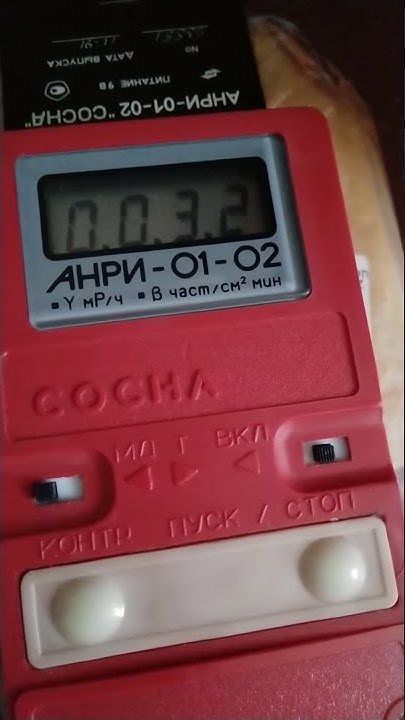 АНРИ-01-02 "СОСНА"
ПИТАНИЕ 9В
No ДАТА ВЫПУСКА
0.0.3.2
АНРИ-01-02
γ мР/ч β част/см² мин
СОСНА
МД Т ВКЛ.
КОНТР. ПУСК / СТОП